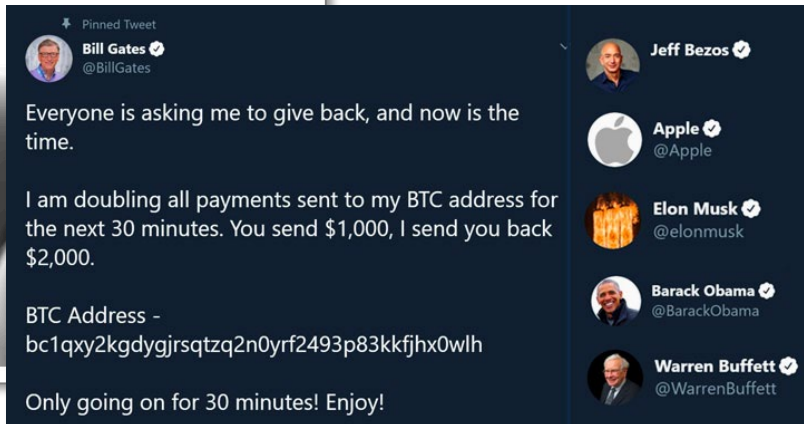 Pinned Tweet
Bill Gates
@BillGates
Everyone is asking me to give back, and now is the
time.
I am doubling all payments sent to my BTC address for
the next 30 minutes. You send $1,000, I send you back
$2,000.
BTC Address -
bc1qxy2kgdygjrsqtzq2n0yrf2493p83kkfjhx0wlh
Only going on for 30 minutes! Enjoy!
Jeff Bezos
Apple
@Apple
Elon Musk
@elonmusk
Barack Obama
@BarackObama
Warren Buffett
@WarrenBuffett